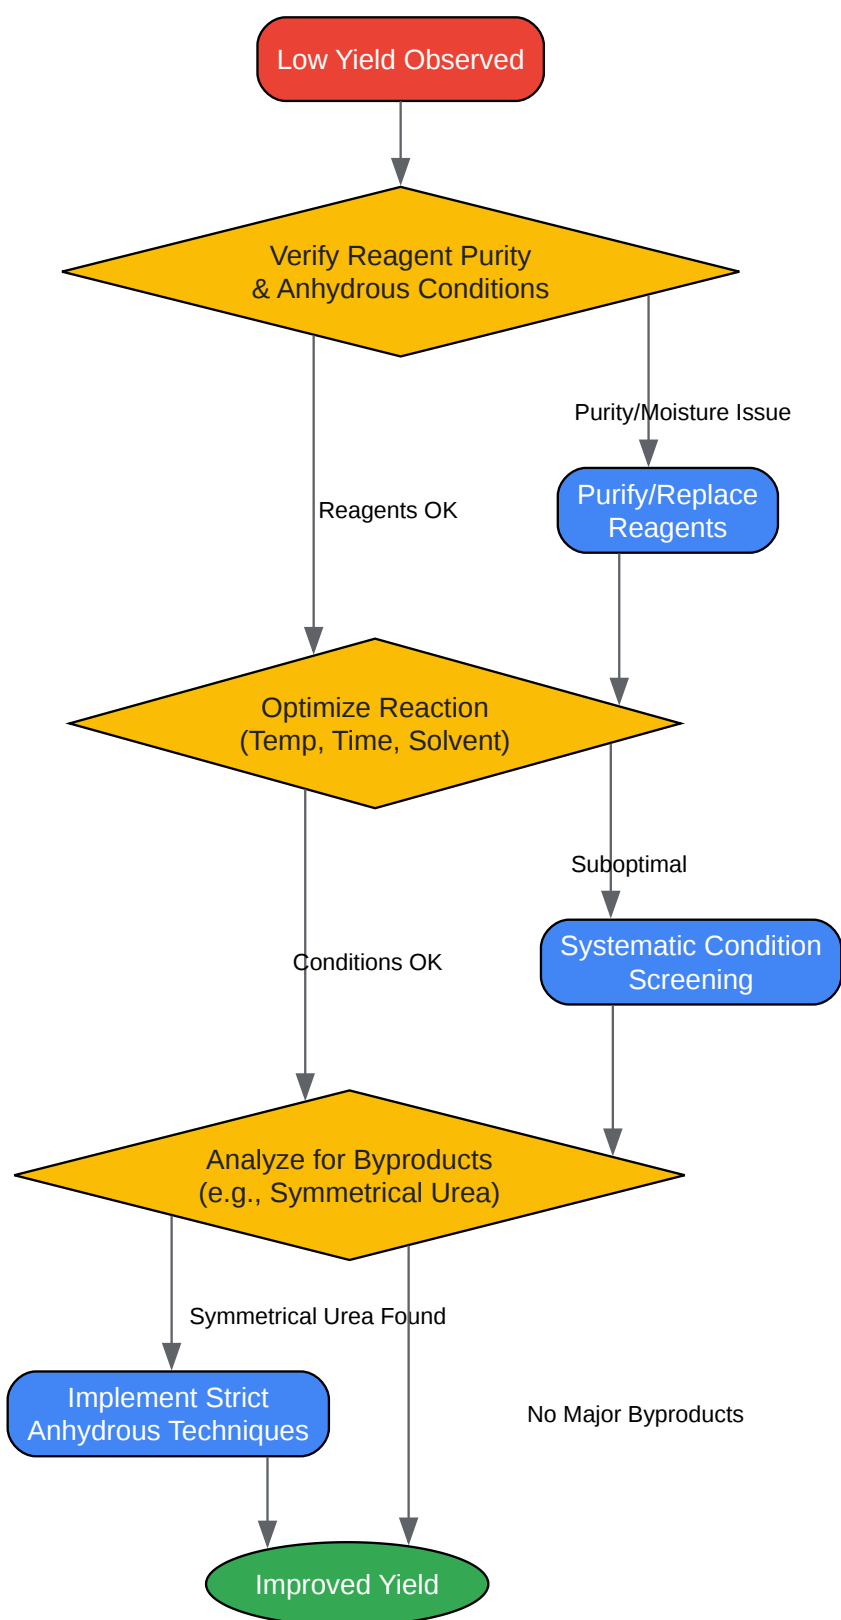 Low Yield Observed
Verify Reagent Purity
& Anhydrous Conditions
Purity/Moisture Issue
Purify/Replace
Reagents
Reagents OK
Optimize Reaction
(Temp, Time, Solvent)
Suboptimal
Systematic Condition
Screening
Conditions OK
Analyze for Byproducts
(e.g., Symmetrical Urea)
Symmetrical Urea Found
Implement Strict
Anhydrous Techniques
No Major Byproducts
Improved Yield